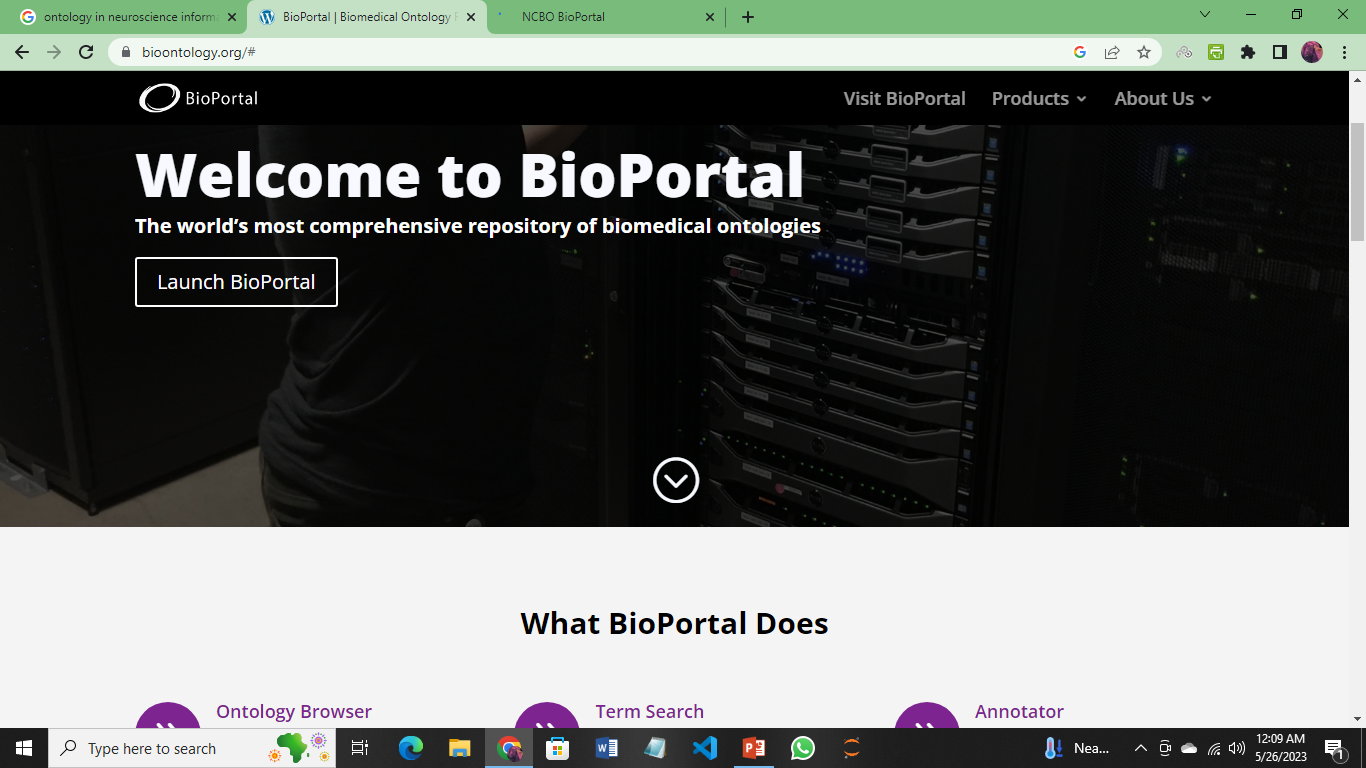 ontology in neuroscience informa
BioPortal | Biomedical Ontology
NCBO BioPortal
bioontology.org/#
BioPortal
Visit BioPortal
Products
About Us
Welcome to BioPortal
The world’s most comprehensive repository of biomedical ontologies
Launch BioPortal
What BioPortal Does
Ontology Browser
Term Search
Annotator
Type here to search
Nea...
12:09 AM
5/26/2023
1